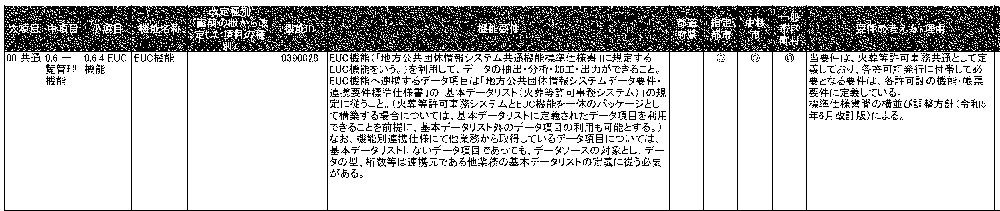 大項目
中項目
小項目
機能名称
改定種別
（直前の版から改
定した項目の種
別）
機能ID
機能要件
都道
府県
指定
都市
中核
市
一般
市区
町村
要件の考え方・理由
00 共通
0.6 一
覧管理
機能
0.6.4 EUC
機能
EUC機能
0390028
EUC機能（「地方公共団体情報システム共通機能標準仕様書」に規定する
EUC機能をいう。）を利用して、データの抽出・分析・加工・出力ができること。
EUC機能へ連携するデータ項目は「地方公共団体情報システムデータ要件・
連携要件標準仕様書」の「基本データリスト（火葬等許可事務システム）」の規
定に従うこと。（火葬等許可事務システムとEUC機能を一体のパッケージとし
て構築する場合については、基本データリストに定義されたデータ項目を利用
できることを前提に、基本データリスト外のデータ項目の利用も可能とする。）
なお、機能別連携仕様にて他業務から取得しているデータ項目については、
基本データリストにないデータ項目であっても、データソースの対象とし、デー
タの型、桁数等は連携元である他業務の基本データリストの定義に従う必要
がある。
◎
◎
◎
当要件は、火葬等許可事務共通として定
義しており、各許可証発行に付帯して必
要となる要件は、各許可証の機能・帳票
要件に定義している。
標準仕様書間の横並び調整方針（令和5
年6月改訂版）による。